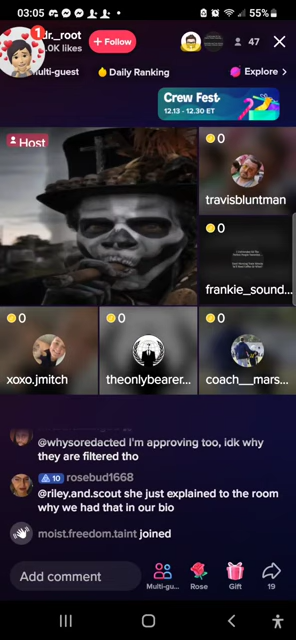 03:05
55%
1
dr._root
.0K likes
+ Follow
47
Multi-guest
Daily Ranking
Explore >
Crew Fest
12.13 - 12.30 ET
Host
0
travisbluntman
0
frankie_sound...
0
xoxo.jmitch
0
theonlybearer...
0
coach__mars...
@whysoredacted I'm approving too, idk why
they are filtered tho
10 rosebud1668
@riley.and.scout she just explained to the room
why we had that in our bio
moist.freedom.taint joined
Add comment
Multi-gu...
Rose
Gift
19